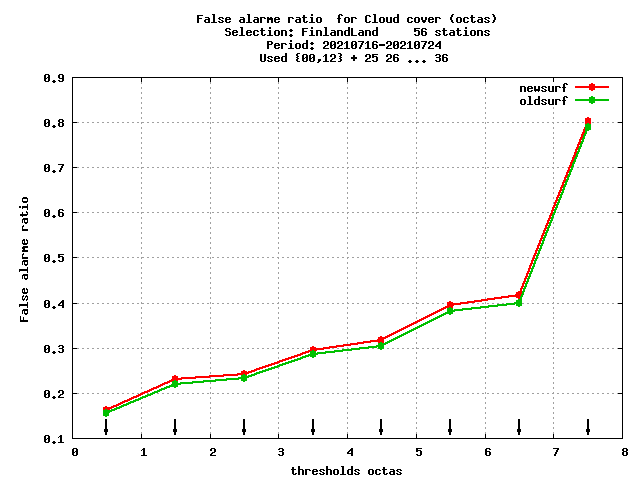 False alarme ratio  for Cloud cover (octas)
Selection: FinlandLand     56 stations
Period: 20210716-20210724
Used {00,12} + 25 26 ... 36
newsurf
oldsurf
0.9
0.8
0.7
0.6
0.5
0.4
0.3
0.2
0.1
False alarme ratio
0 1 2 3 4 5 6 7 8
thresholds octas